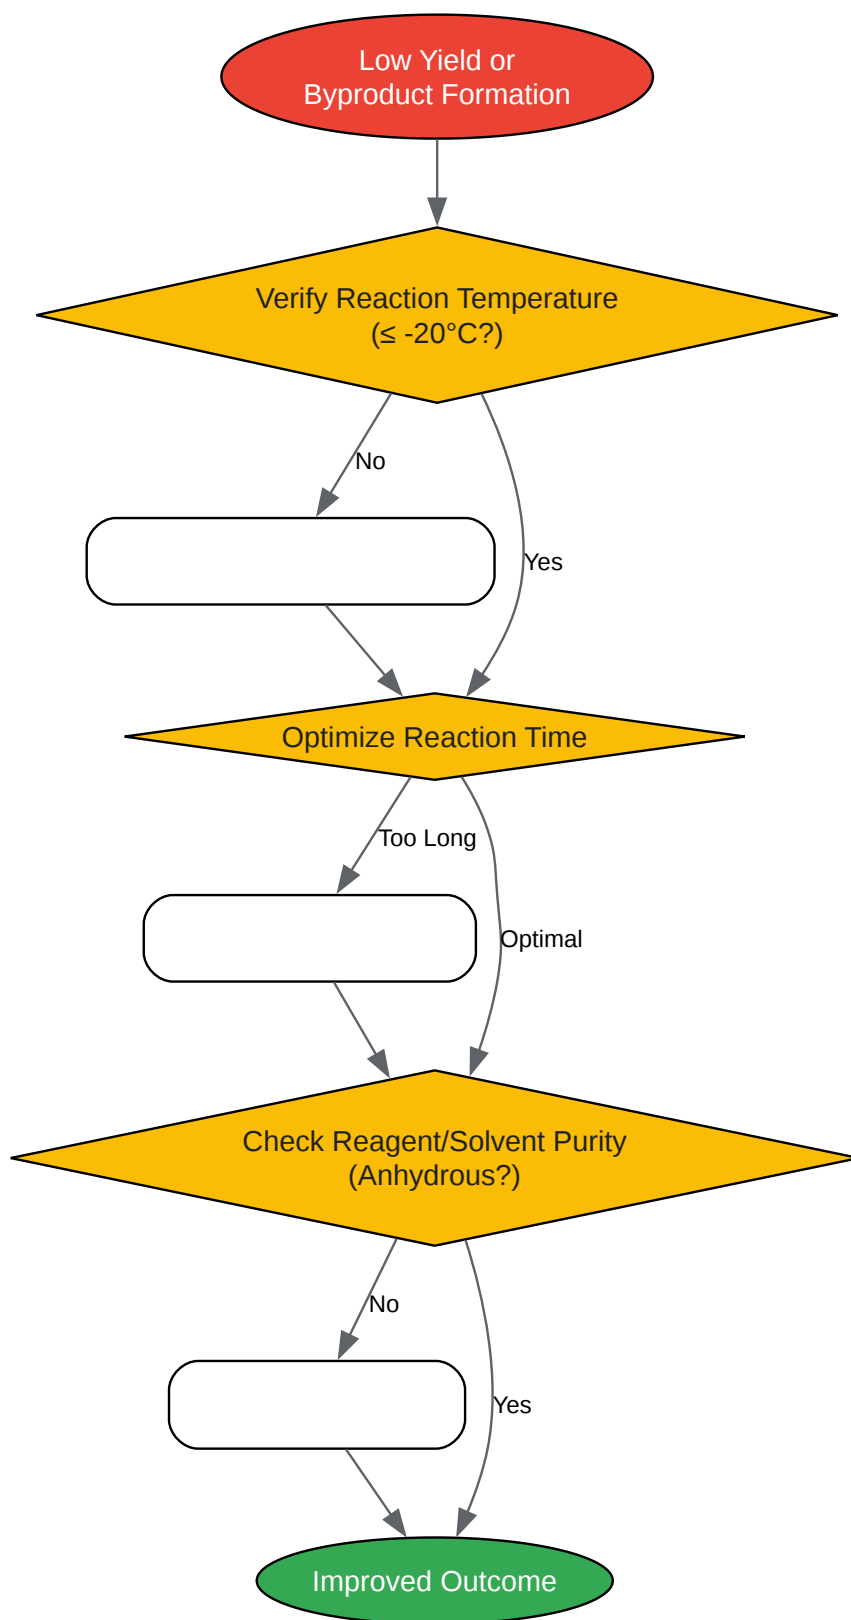 Low Yield or
Byproduct Formation
Verify Reaction Temperature
(≤ -20°C?)
No
Yes
Optimize Reaction Time
Too Long
Optimal
Check Reagent/Solvent Purity
(Anhydrous?)
No
Yes
Improved Outcome